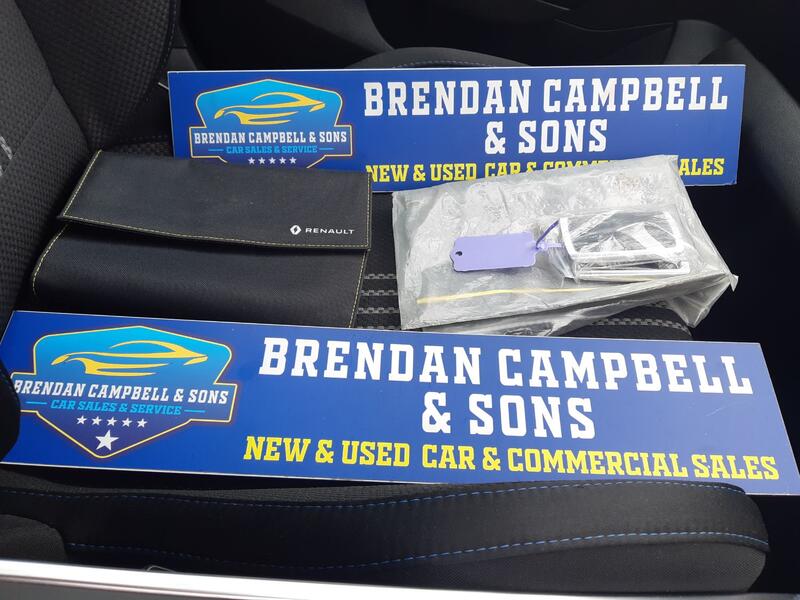 BRENDAN CAMPBELL & SONS
CAR SALES & SERVICE
BRENDAN CAMPBELL
& SONS
NEW & USED CAR & COMMERCIAL SALES
RENAULT
BRENDAN CAMPBELL & SONS
CAR SALES & SERVICE
BRENDAN CAMPBELL
& SONS
NEW & USED CAR & COMMERCIAL SALES